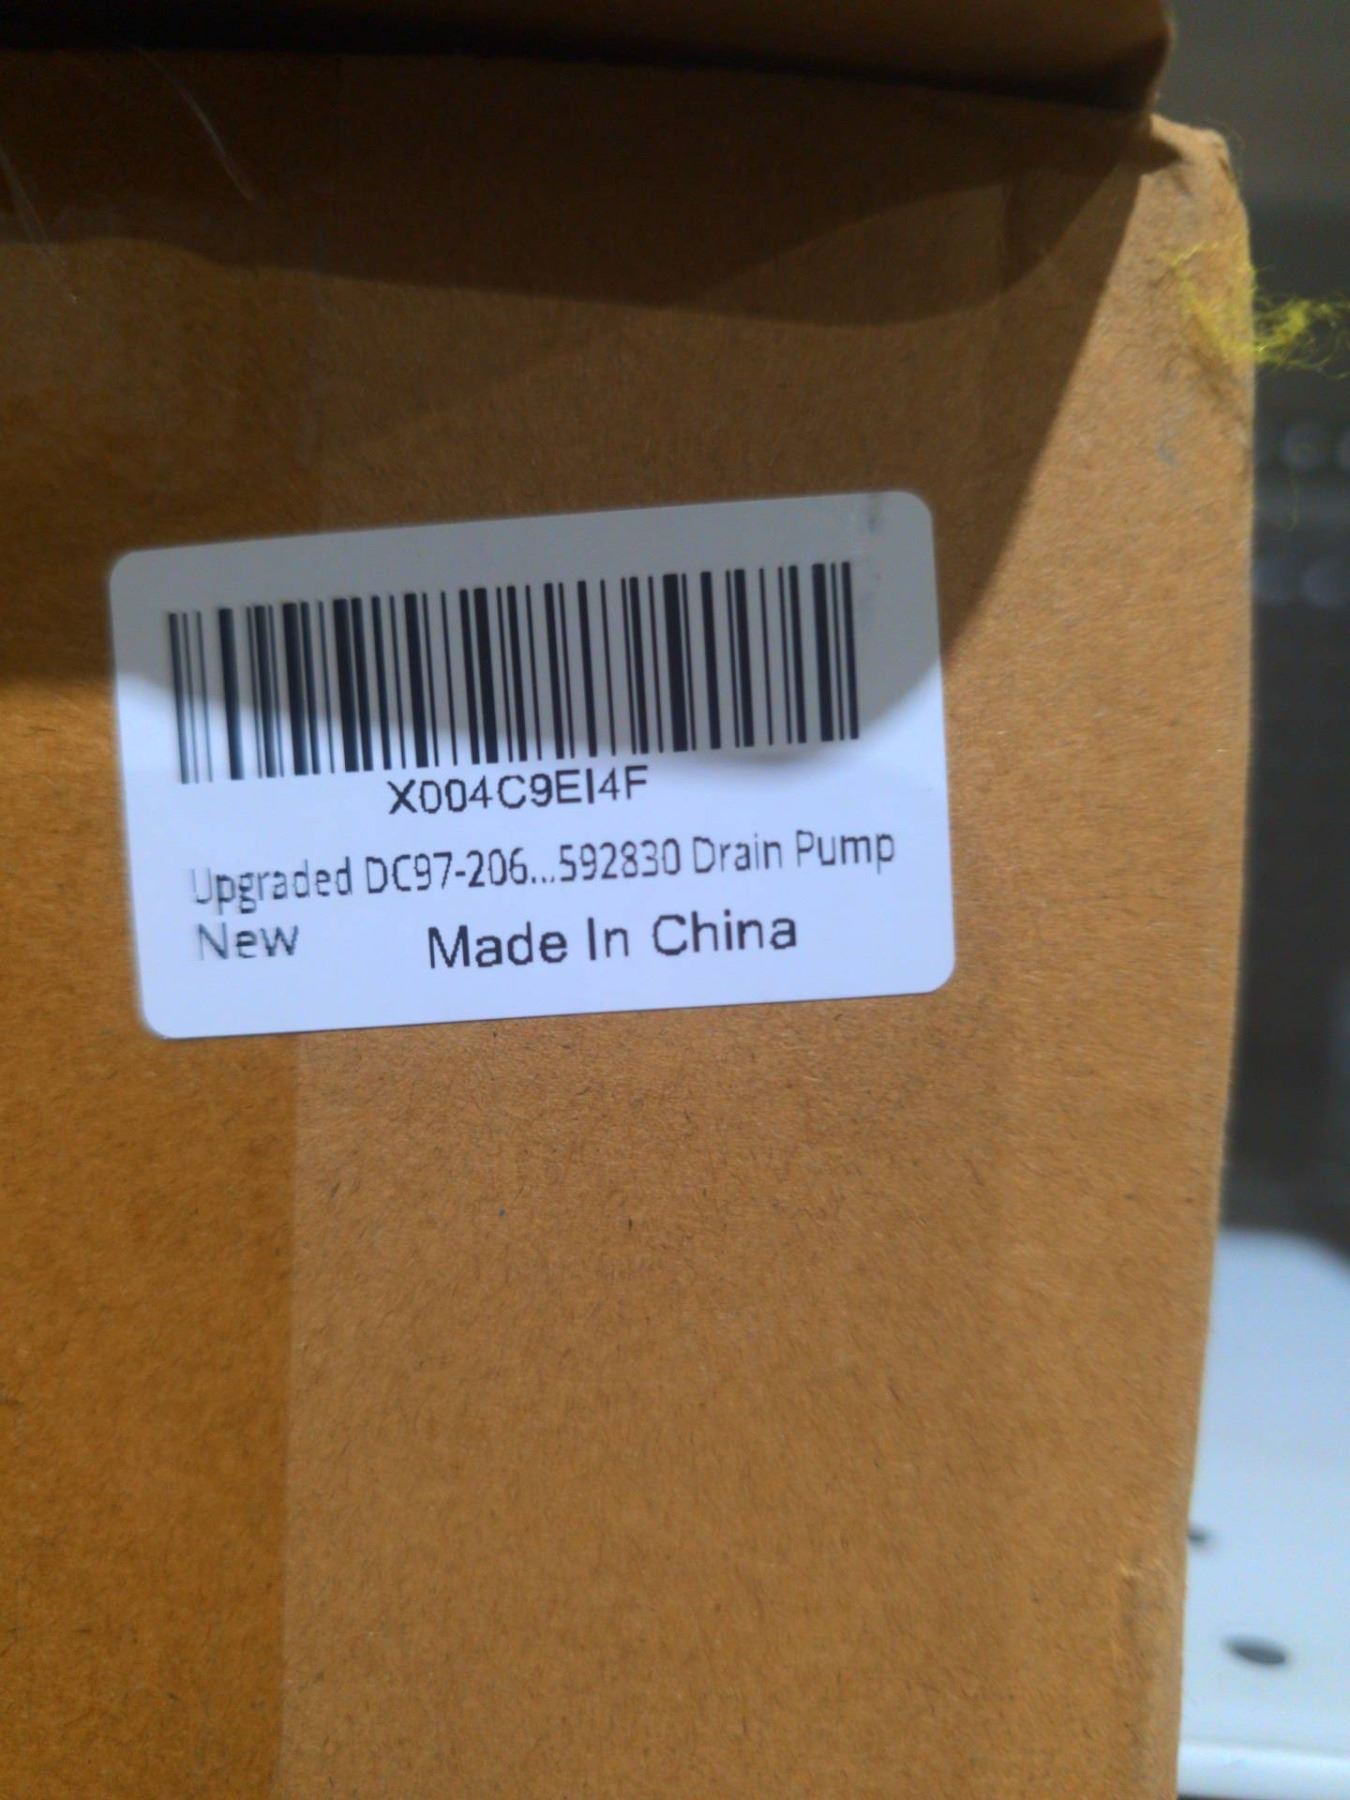 X004C9EI4F
Upgraded DC97-206...592830 Drain Pump
New Made In China